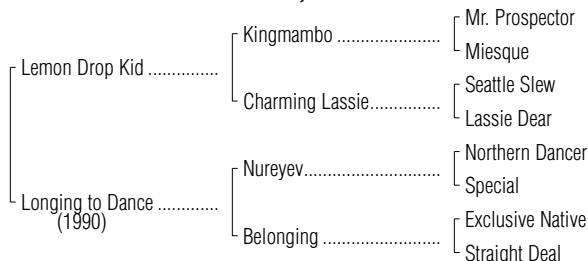 Mr. Prospector
Kingmambo ......................
Miesque
Lemon Drop Kid ...............
Seattle Slew
Charming Lassie...............
Lassie Dear
Northern Dancer
Nureyev.............................
Special
Longing to Dance .............
(1990)
Exclusive Native
Belonging .........................
Straight Deal